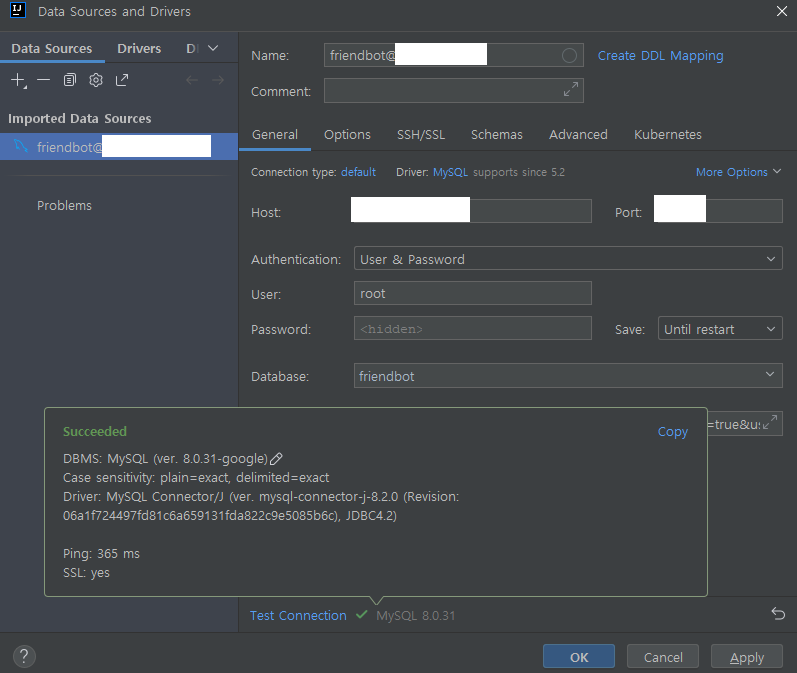 IJ Data Sources and Drivers
Data Sources Drivers D
Imported Data Sources
friendbot@
Problems
Name: friendbot@ Create DDL Mapping
Comment:
General Options SSH/SSL Schemas Advanced Kubernetes
Connection type: default Driver: MySQL supports since 5.2 More Options
Host: Port:
Authentication: User & Password
User: root
Password: <hidden> Save: Until restart
Database: friendbot
=true&u
Succeeded Copy
DBMS: MySQL (ver. 8.0.31-google)
Case sensitivity: plain=exact, delimited=exact
Driver: MySQL Connector/J (ver. mysql-connector-j-8.2.0 (Revision:
06a1f724497fd81c6a659131fda822c9e5085b6c), JDBC4.2)
Ping: 365 ms
SSL: yes
Test Connection MySQL 8.0.31
? OK Cancel Apply